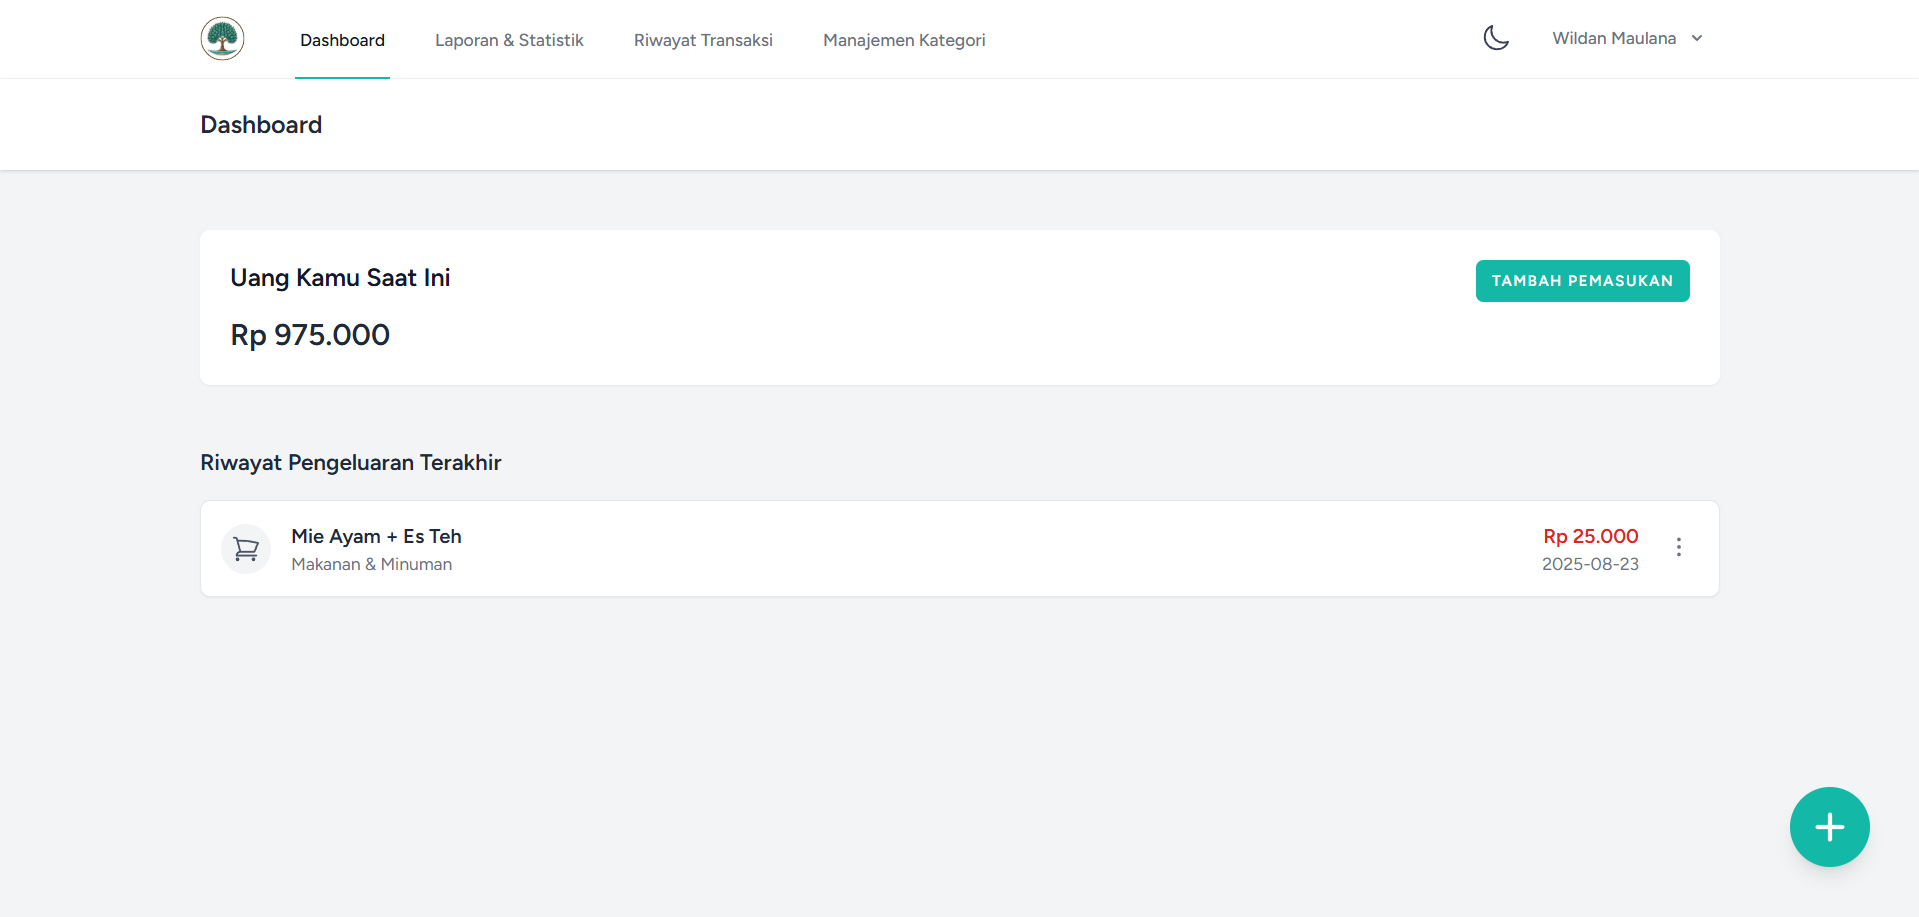 Dashboard
Laporan & Statistik
Riwayat Transaksi
Manajemen Kategori
Wildan Maulana
Dashboard
Uang Kamu Saat Ini
TAMBAH PEMASUKAN
Rp 975.000
Riwayat Pengeluaran Terakhir
Mie Ayam + Es Teh
Rp 25.000
Makanan & Minuman
2025-08-23